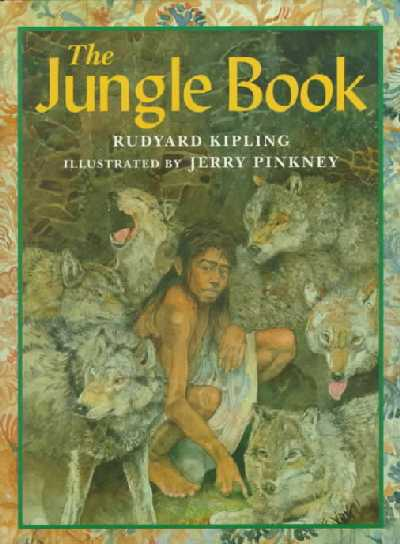 The
Jungle Book
RUDYARD KIPLING
ILLUSTRATED BY JERRY PINKNEY